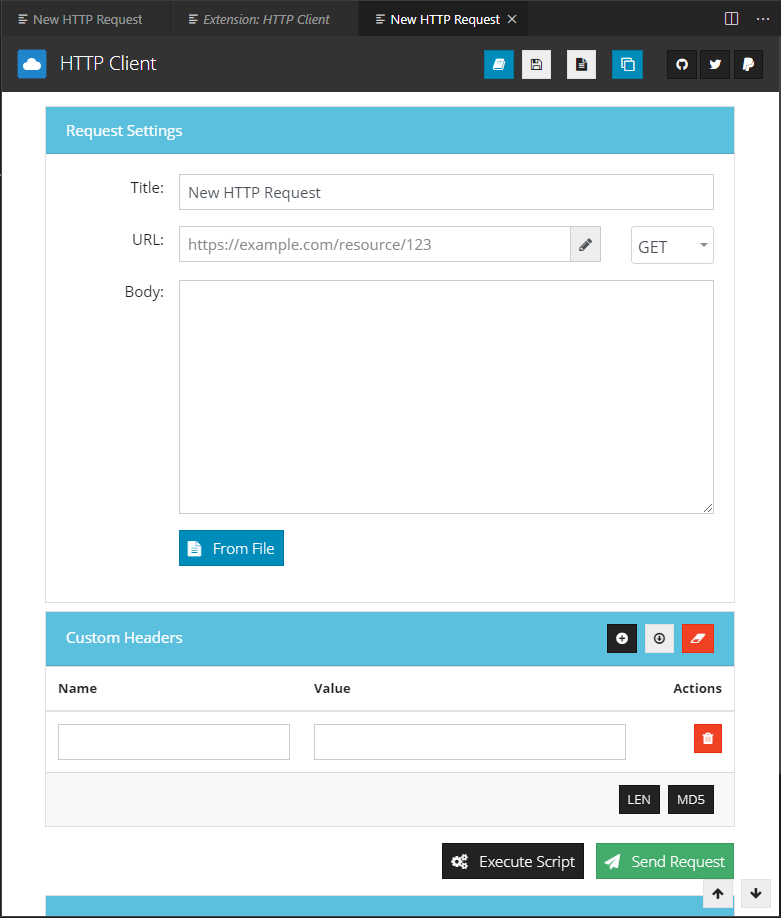 New HTTP Request
Extension: HTTP Client
New HTTP Request
HTTP Client
Request Settings
Title:
New HTTP Request
URL:
https://example.com/resource/123
GET
Body:
From File
Custom Headers
Name
Value
Actions
LEN
MD5
Execute Script
Send Request